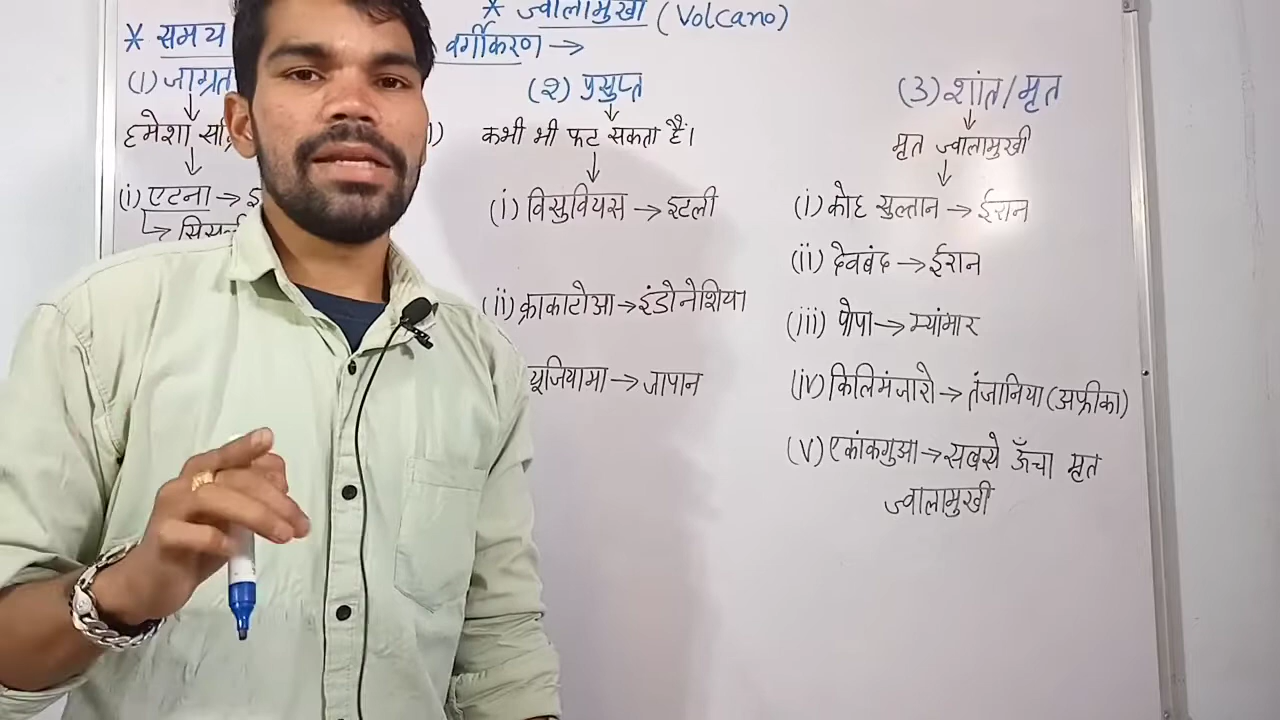 * ज्वालामुखी (Volcano)
* समय वर्गीकरण →
(1) जाग्रत
हमेशा
(i) एटना →
(२) प्रसुप्त
कभी भी फट सकता है।
(i) विसुवियस → इटली
(ii) क्राकाटोआ → इंडोनेशिया
यूजियामा → जापान
(3) शांत/मृत
मृत ज्वालामुखी
(i) कोह सुल्तान → ईरान
(ii) देवबंद → ईरान
(iii) पोपा → म्यांमार
(iv) किलिमंजारो → तंजानिया (अफ्रीका)
(v) एकांकगुआ → सबसे ऊँचा मृत
ज्वालामुखी